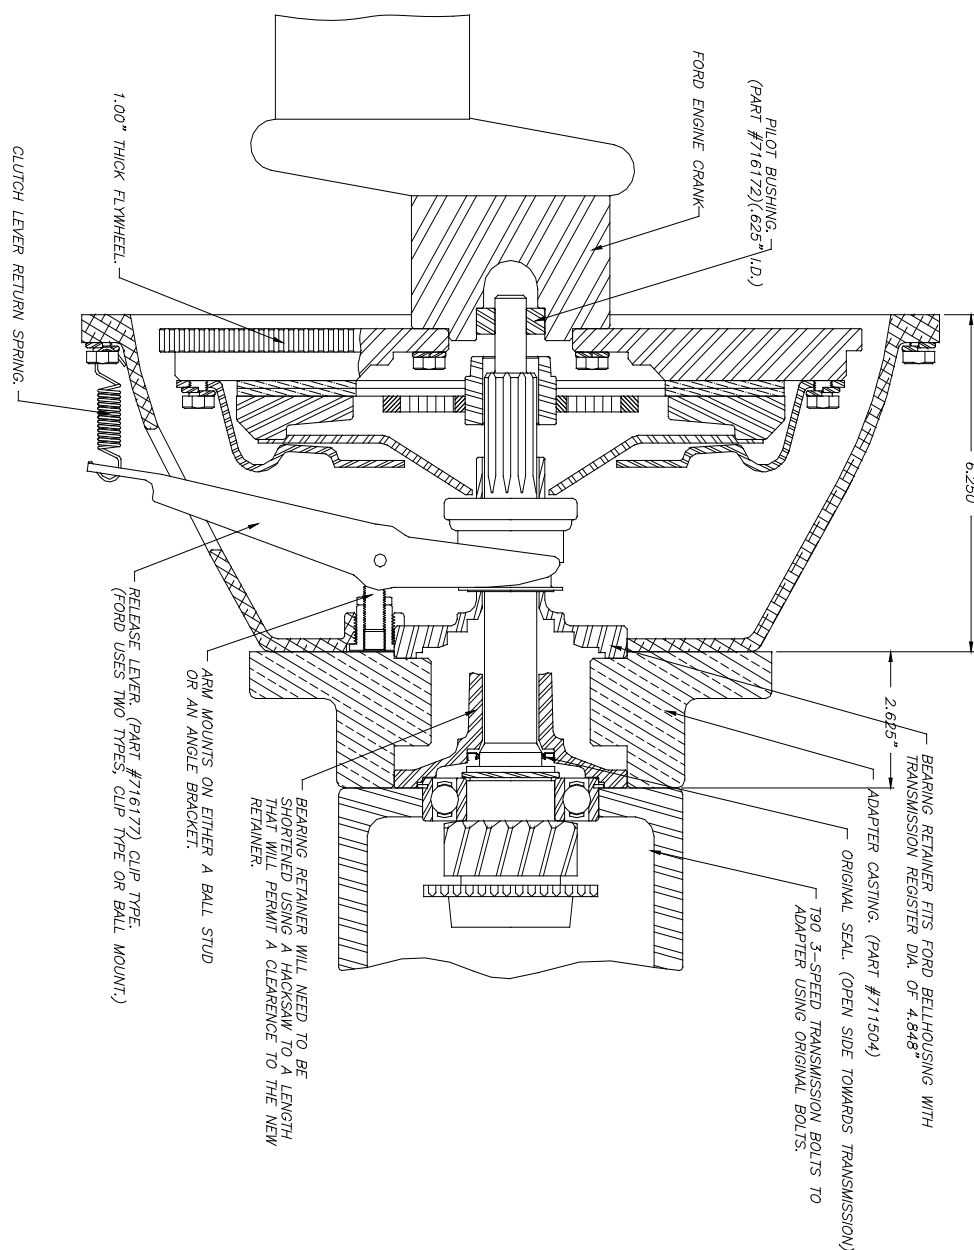 6.250
2.625"
BEARING RETAINER FITS FORD BELLHOUSING WITH
TRANSMISSION REGISTER DIA. OF 4.848"
ADAPTER CASTING. (PART #711504)
ORIGINAL SEAL. (OPEN SIDE TOWARDS TRANSMISSION)
T90 3-SPEED TRANSMISSION BOLTS TO
ADAPTER USING ORIGINAL BOLTS.
PILOT BUSHING.
(PART #716172)(.625" I.D.)
FORD ENGINE CRANK
1.00" THICK FLYWHEEL.
CLUTCH LEVER RETURN SPRING.
BEARING RETAINER WILL NEED TO BE
SHORTENED USING A HACKSAW TO A LENGTH
THAT WILL PERMIT A CLEARENCE TO THE NEW
RETAINER.
ARM MOUNTS ON EITHER A BALL STUD
OR AN ANGLE BRACKET.
RELEASE LEVER. (PART #716177) CLIP TYPE.
(FORD USES TWO TYPES, CLIP TYPE OR BALL MOUNT.)